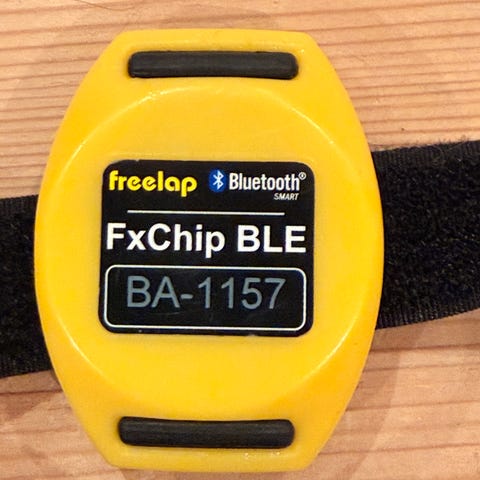 freelap Bluetooth®
SMART
FxChip BLE
BA-1157